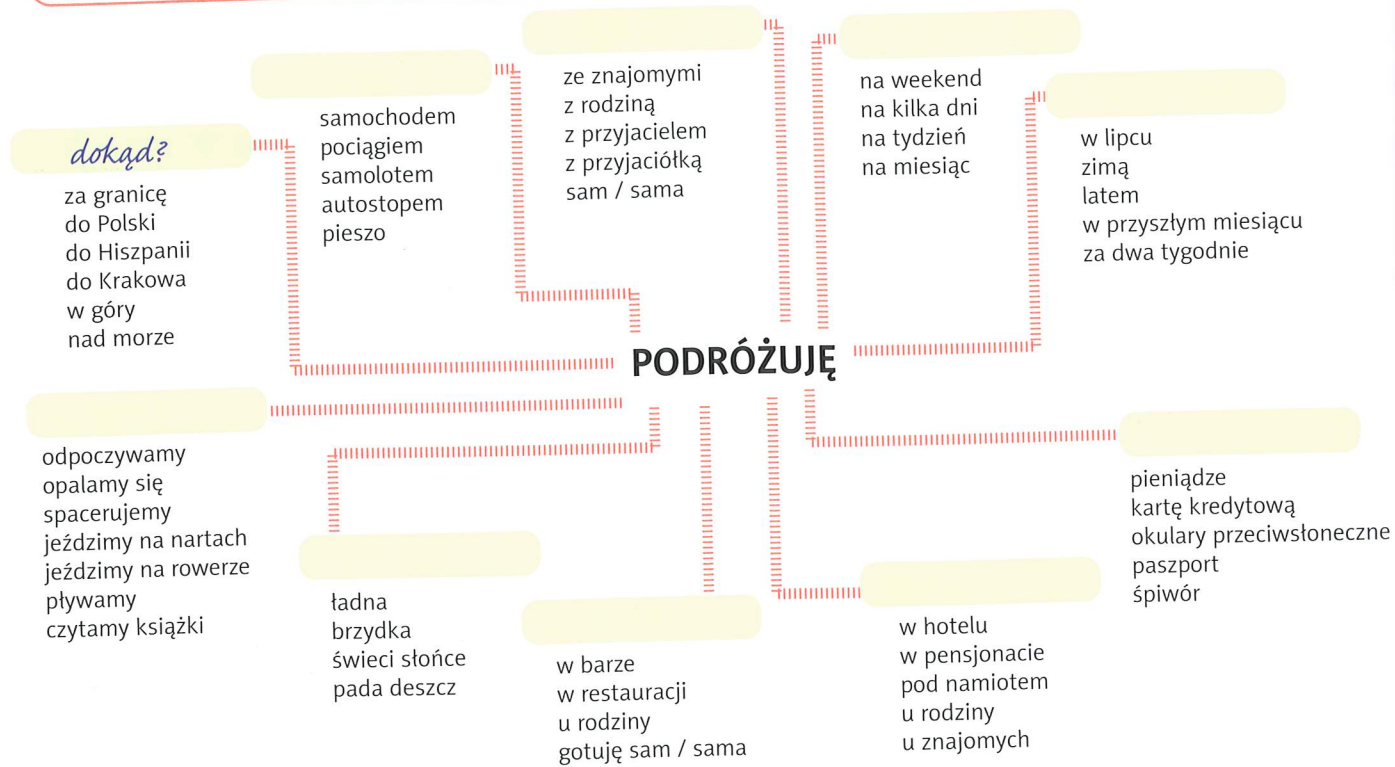 dokąd?
za granicę
do Polski
do Hiszpanii
do Krakowa
w góry
nad morze
samochodem
pociągiem
samolotem
autostopem
pieszo
ze znajomymi
z rodziną
z przyjacielem
z przyjaciółką
sam / sama
na weekend
na kilka dni
na tydzień
na miesiąc
w lipcu
zimą
latem
w przyszłym miesiącu
za dwa tygodnie
PODRÓŻUJĘ
odpoczywamy
opalamy się
spacerujemy
jeździmy na nartach
jeździmy na rowerze
pływamy
czytamy książki
ładna
brzydka
świeci słońce
pada deszcz
w barze
w restauracji
u rodziny
gotuję sam / sama
w hotelu
w pensjonacie
pod namiotem
u rodziny
u znajomych
pieniądze
kartę kredytową
okulary przeciwsłoneczne
paszport
śpiwór